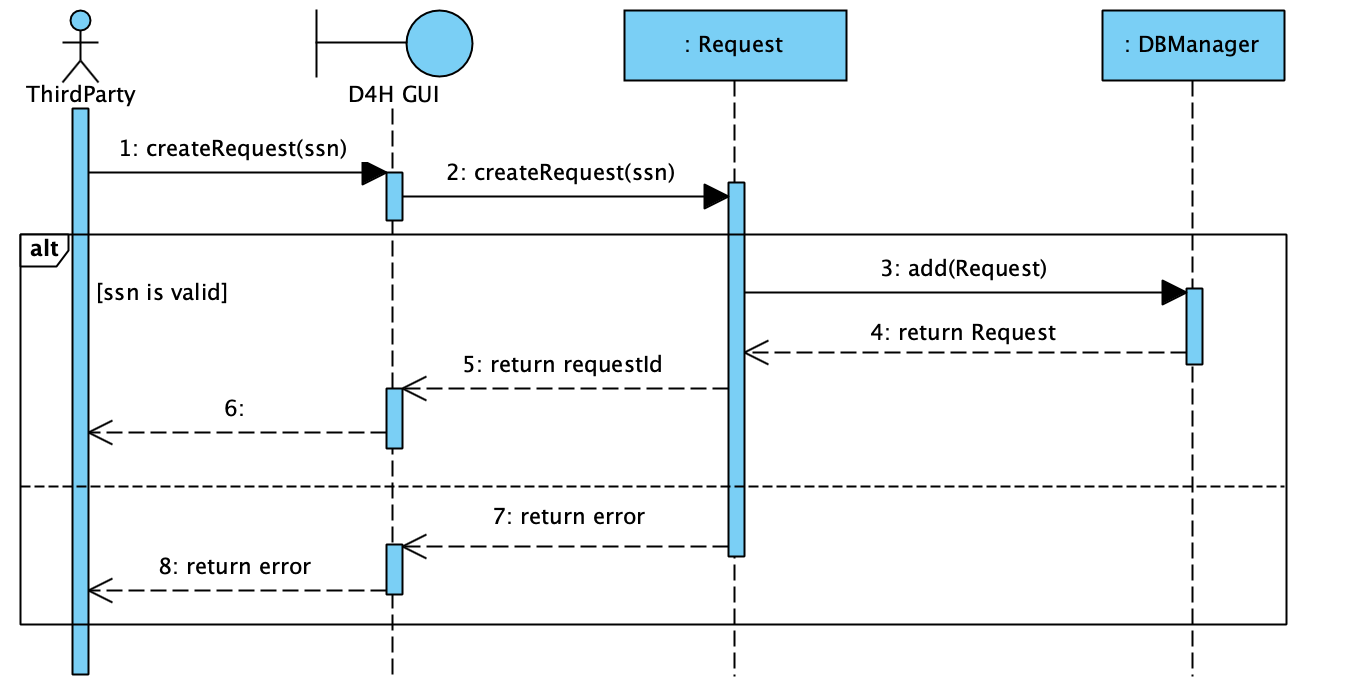 ThirdParty
D4H GUI
: Request
: DBManager
1: createRequest(ssn)
2: createRequest(ssn)
alt
[ssn is valid]
3: add(Request)
4: return Request
5: return requestId
6:
7: return error
8: return error